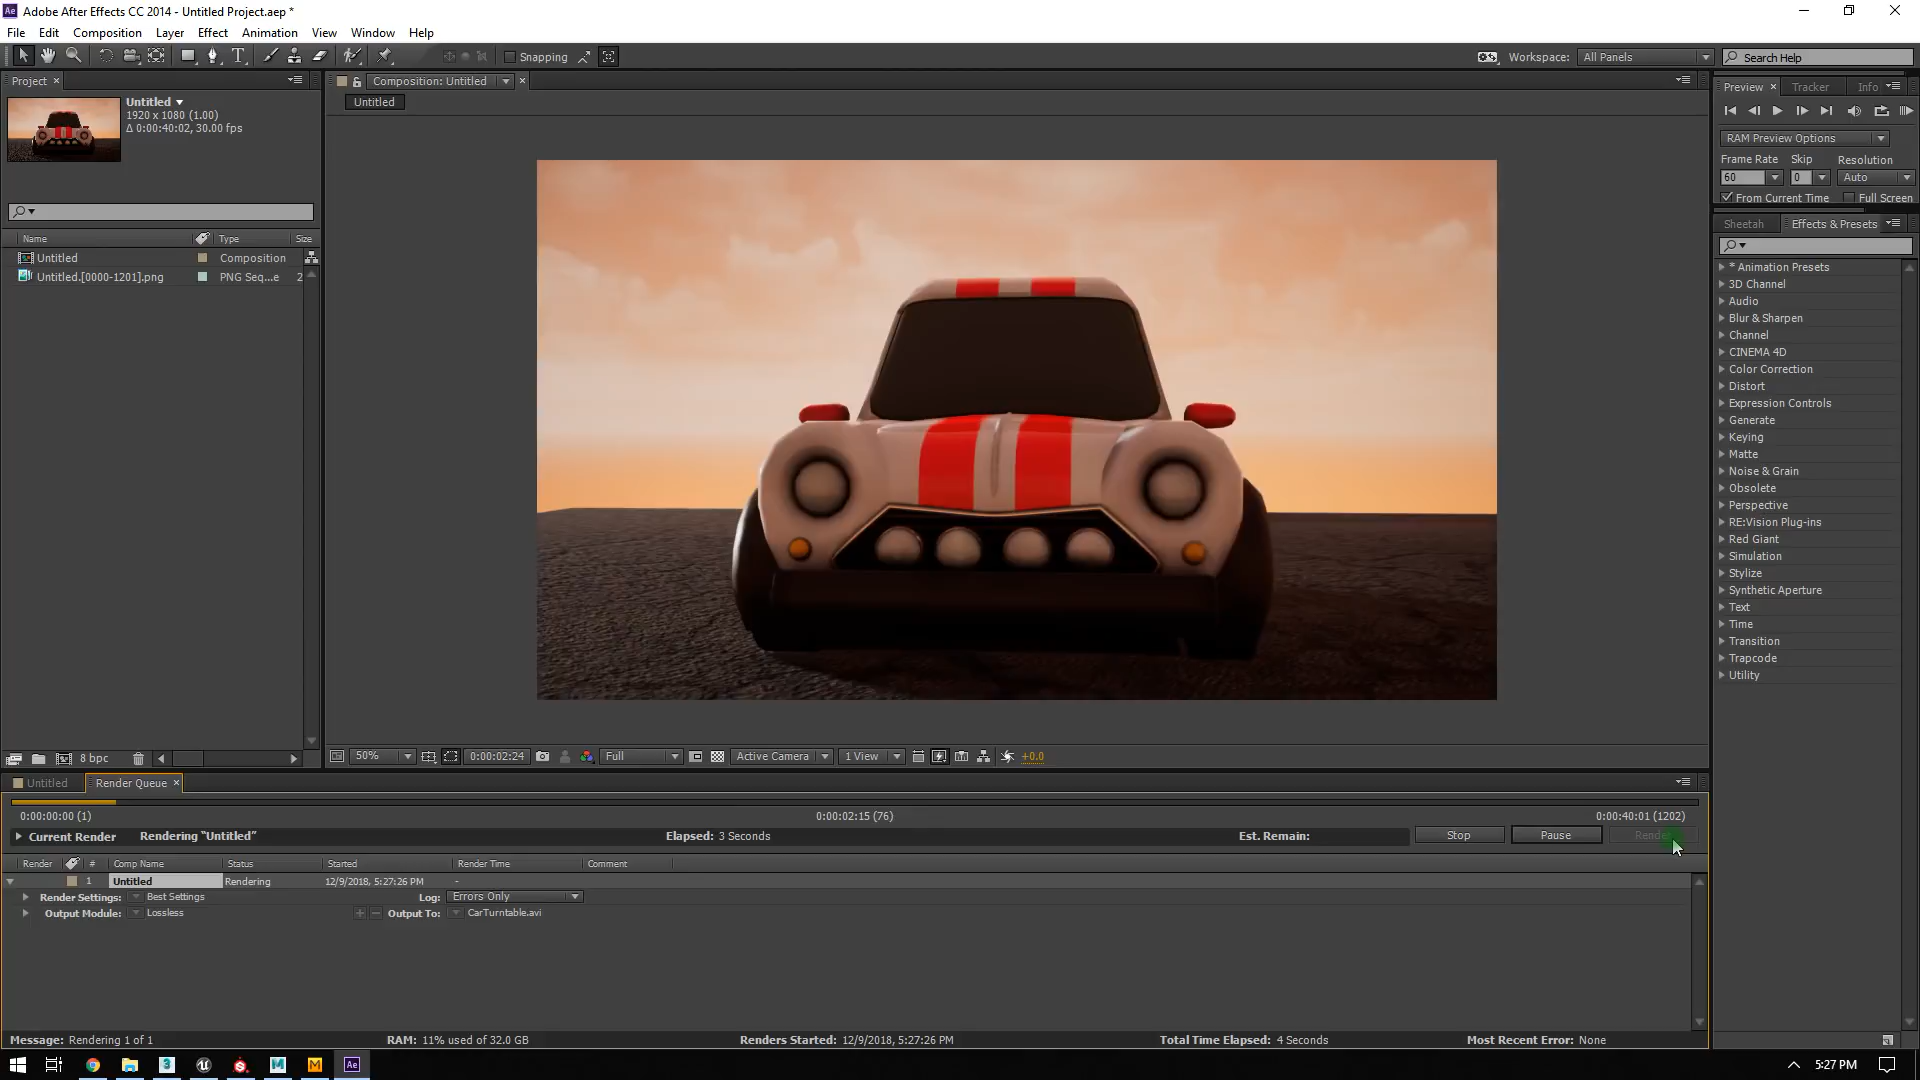 Ae Adobe After Effects CC 2014 - Untitled Project.aep *
File Edit Composition Layer Effect Animation View Window Help
Snapping
Workspace: All Panels
Search Help
Project
Untitled
1920 x 1080 (1.00)
Δ 0:00:40:02, 30.00 fps
Name Type Size
Untitled Composition
Untitled.[0000-1201].png PNG Seq...e 2
8 bpc
Composition: Untitled
Untitled
50% 0:00:02:24 Full Active Camera 1 View +0.0
Preview Tracker Info
RAM Preview Options
Frame Rate Skip Resolution
60 0 Auto
From Current Time Full Screen
Sheetah Effects & Presets
* Animation Presets
3D Channel
Audio
Blur & Sharpen
Channel
CINEMA 4D
Color Correction
Distort
Expression Controls
Generate
Keying
Matte
Noise & Grain
Obsolete
Perspective
RE:Vision Plug-ins
Red Giant
Simulation
Stylize
Synthetic Aperture
Text
Time
Transition
Trapcode
Utility
Untitled Render Queue
0:00:00:00 (1) 0:00:02:15 (76) 0:00:40:01 (1202)
Current Render Rendering "Untitled" Elapsed: 3 Seconds Est. Remain: Stop Pause Render
Render # Comp Name Status Started Render Time Comment
1 Untitled Rendering 12/9/2018, 5:27:26 PM -
Render Settings: Best Settings Log: Errors Only
Output Module: Lossless + − Output To: CarTurntable.avi
Message: Rendering 1 of 1 RAM: 11% used of 32.0 GB Renders Started: 12/9/2018, 5:27:26 PM Total Time Elapsed: 4 Seconds Most Recent Error: None
3 M M Ae 5:27 PM